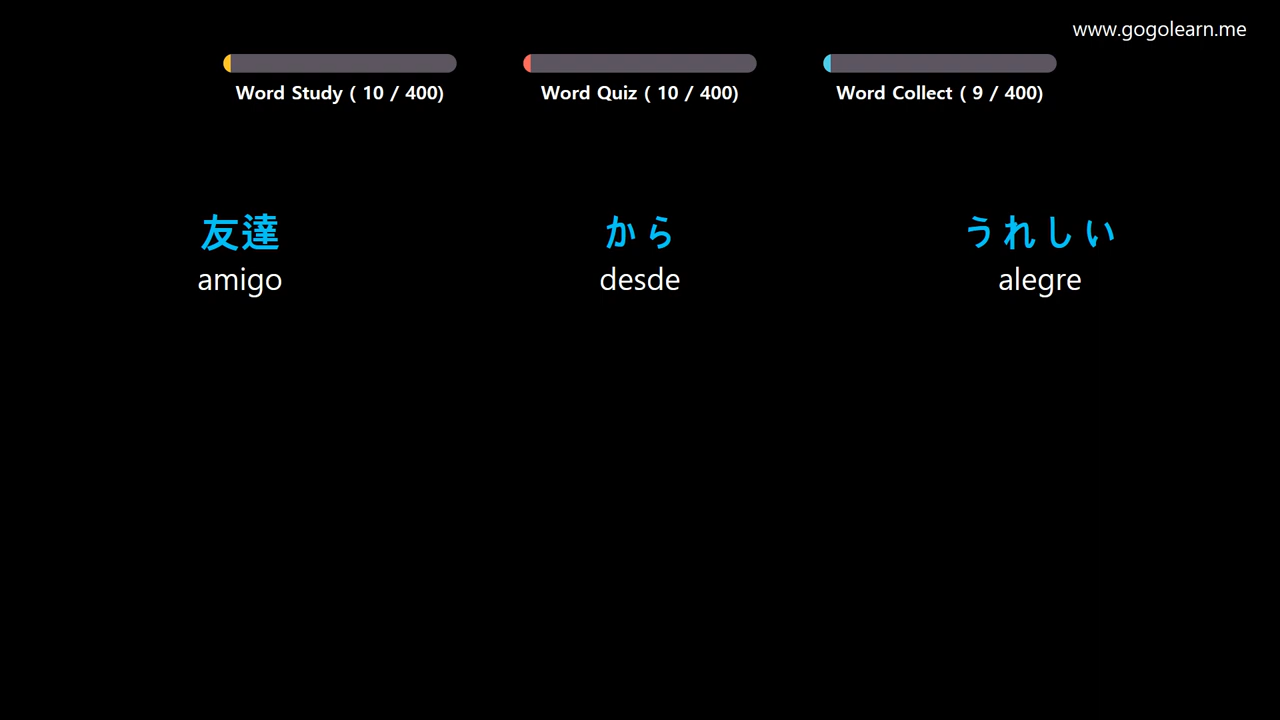 www.gogolearn.me
Word Study ( 10 / 400)
Word Quiz ( 10 / 400)
Word Collect ( 9 / 400)
友達
amigo
から
desde
うれしい
alegre